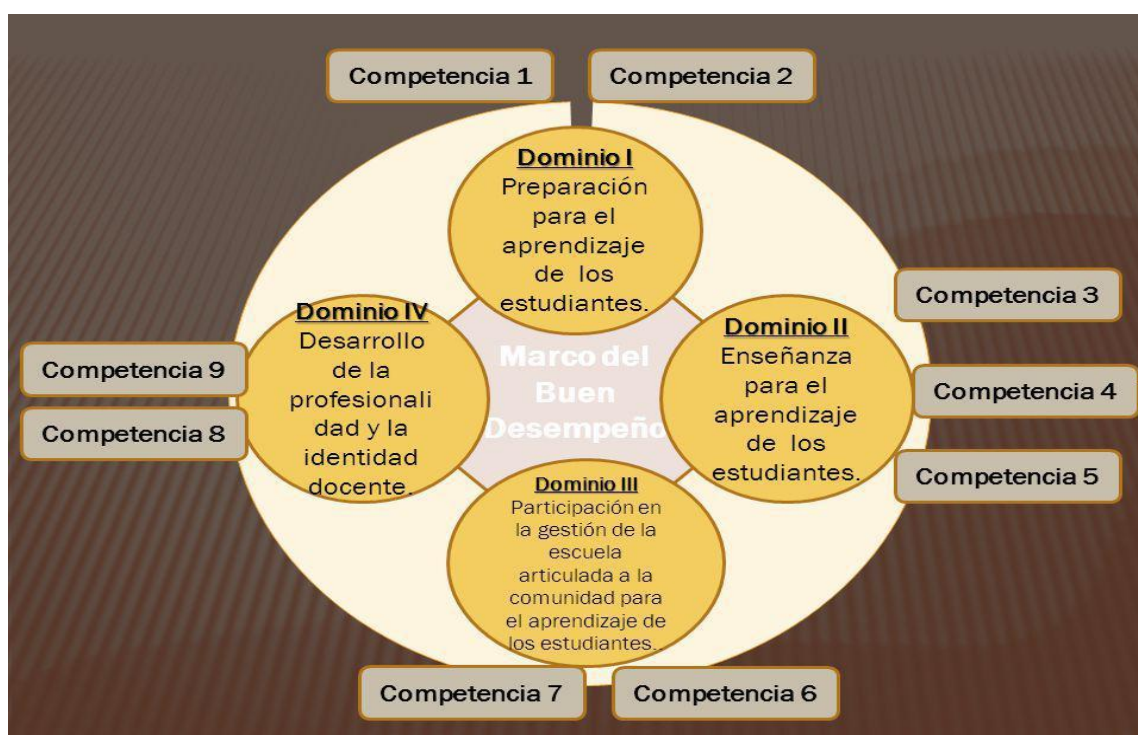 Competencia 1
Competencia 2
Dominio I
Preparación
para el
aprendizaje
de los
estudiantes.
Competencia 3
Dominio II
Enseñanza
para el
aprendizaje
de los
estudiantes.
Competencia 4
Competencia 5
Dominio IV
Desarrollo
de la
profesionali
dad y la
identidad
docente.
Competencia 9
Competencia 8
Marco del
Buen
Desempeño
Dominio III
Participación en
la gestión de la
escuela
articulada a la
comunidad para
el aprendizaje de
los estudiantes..
Competencia 7
Competencia 6